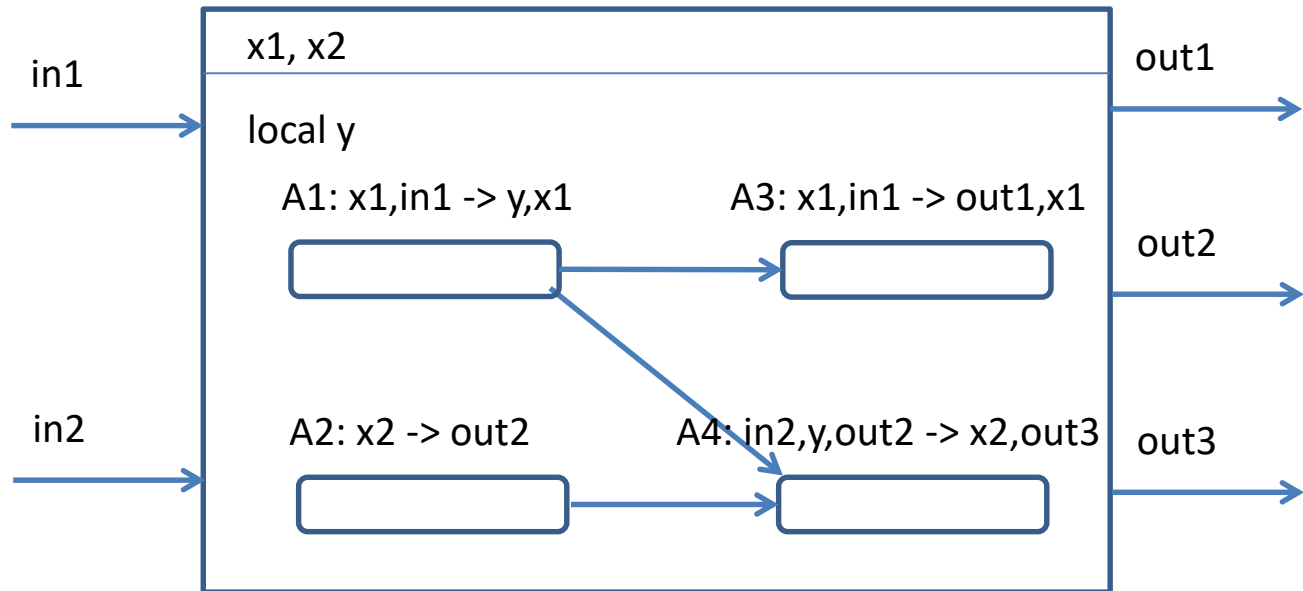 x1, x2
in1
out1
local y
A1: x1,in1 -> y,x1
A3: x1,in1 -> out1,x1
out2
in2
A2: x2 -> out2
A4: in2,y,out2 -> x2,out3
out3